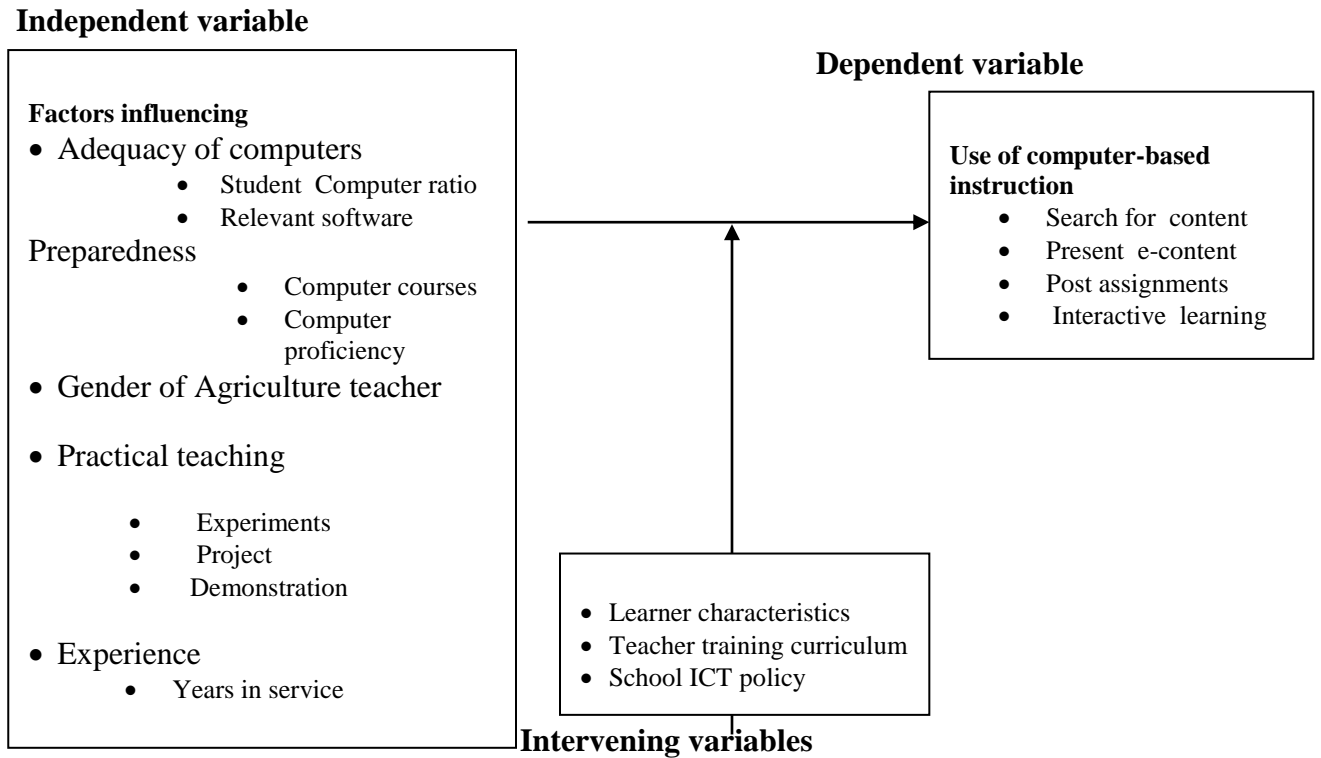 Independent variable
Factors influencing
• Adequacy of computers
• Student Computer ratio
• Relevant software
Preparedness
• Computer courses
• Computer
proficiency
• Gender of Agriculture teacher
• Practical teaching
• Experiments
• Project
• Demonstration
• Experience
• Years in service
Dependent variable
Use of computer-based
instruction
• Search for content
• Present e-content
• Post assignments
• Interactive learning
• Learner characteristics
• Teacher training curriculum
• School ICT policy
Intervening variables